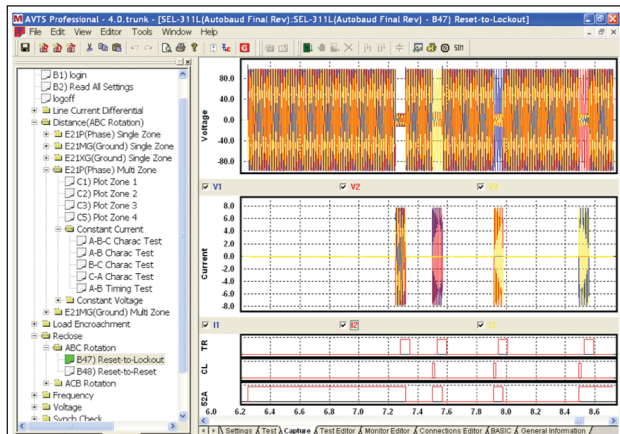 AVTS Professional - 4.0.trunk - [SEL-311L(Autobaud Final Rev):SEL-311L(Autobaud Final Rev) - B47) Reset-to-Lockout]
File Edit View Editor Tools Window Help
B1) login
B2) Read All Settings
logoff
Line Current Differential
Distance(ABC Rotation)
E21P(Phase) Single Zone
E21MG(Ground) Single Zone
E21XG(Ground) Single Zone
E21P(Phase) Multi Zone
C1) Plot Zone 1
C2) Plot Zone 2
C3) Plot Zone 3
C5) Plot Zone 4
Constant Current
A-B-C Charac Test
A-B Charac Test
B-C Charac Test
C-A Charac Test
A-B Timing Test
Constant Voltage
E21MG(Ground) Multi Zone
Load Encroachment
Reclose
ABC Rotation
B47) Reset-to-Lockout
B48) Reset-to-Reset
ACB Rotation
Frequency
Voltage
Synch Check
Voltage
80.0
40.0
0.0
-40.0
-80.0
V1 V2 V3
Current
8.0
6.0
4.0
2.0
0.0
-2.0
-4.0
-6.0
-8.0
I1 I2 I3
TR
CL
52A
6.0 6.2 6.4 6.6 6.8 7.0 7.2 7.4 7.6 7.8 8.0 8.2 8.4 8.6
Settings Test Capture Test Editor Monitor Editor Connections Editor BASIC General Information